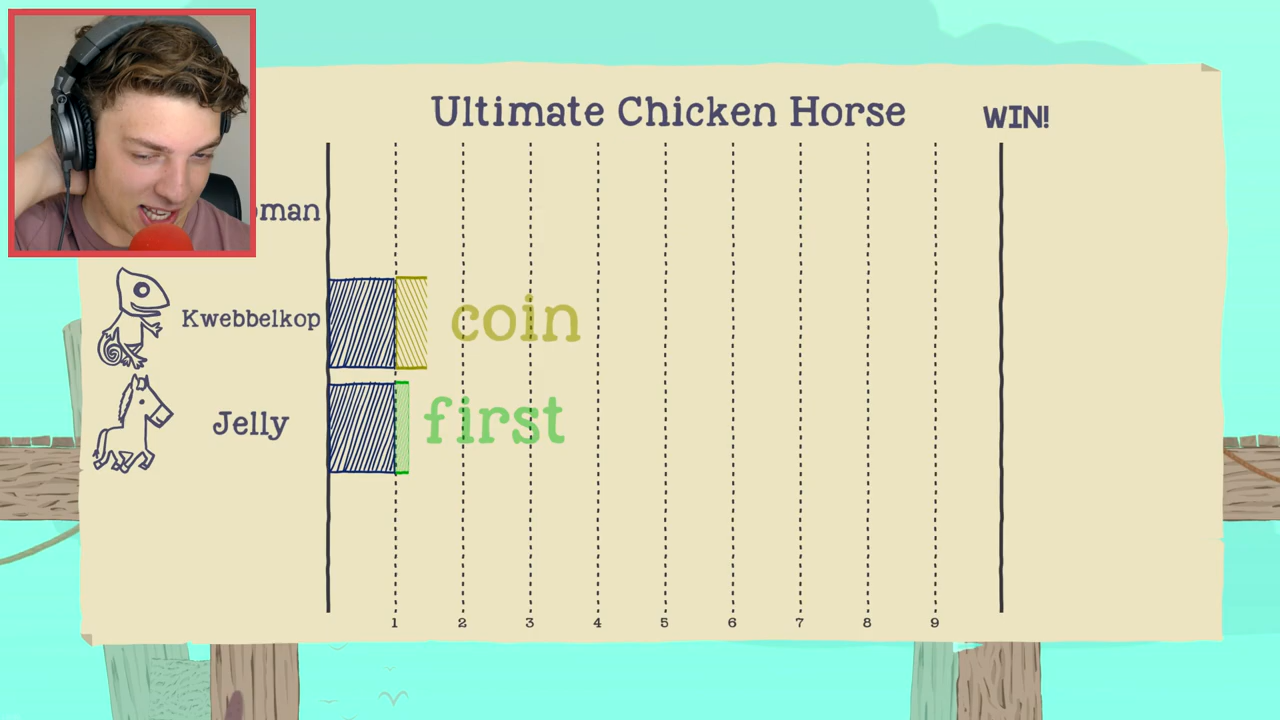 Ultimate Chicken Horse
WIN!
Kwebbelkop
coin
Jelly
first
1 2 3 4 5 6 7 8 9